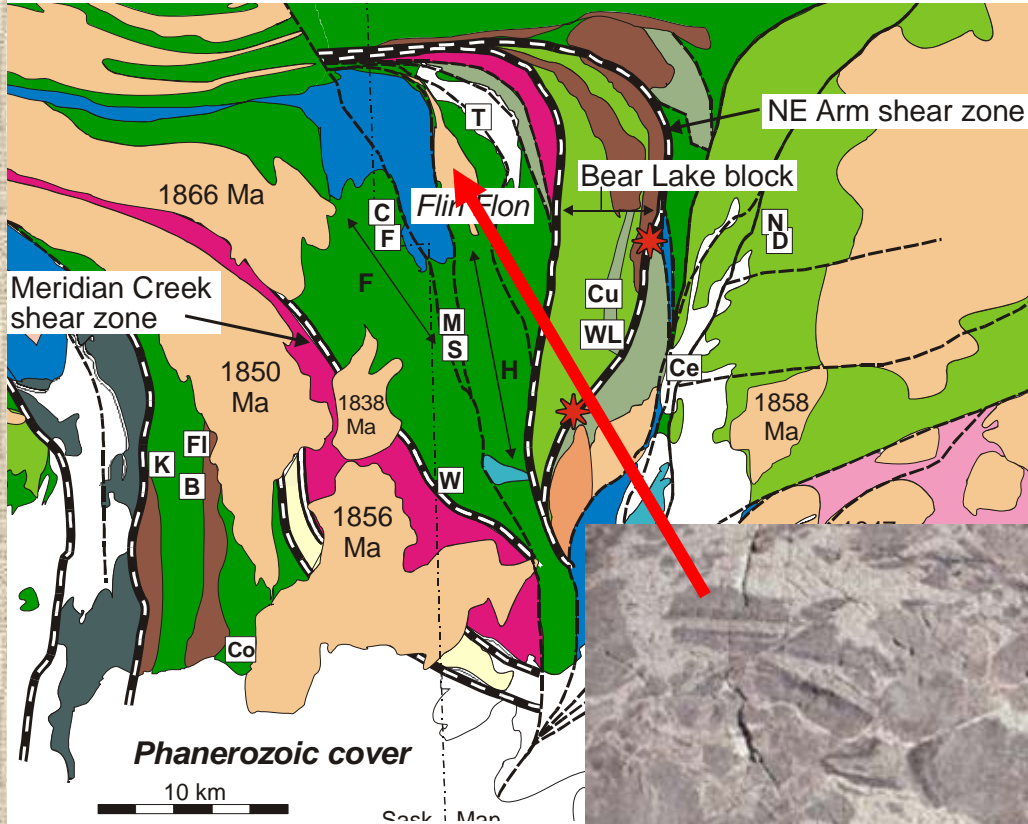 NE Arm shear zone
T
Bear Lake block
1866 Ma
Flin Flon
C
F
N
D
F
Meridian Creek
shear zone
Cu
M
S
WL
H
Ce
1850
Ma
1838
Ma
1858
Ma
Fl
K
B
W
1856
Ma
Co
Phanerozoic cover
10 km
Sask Man